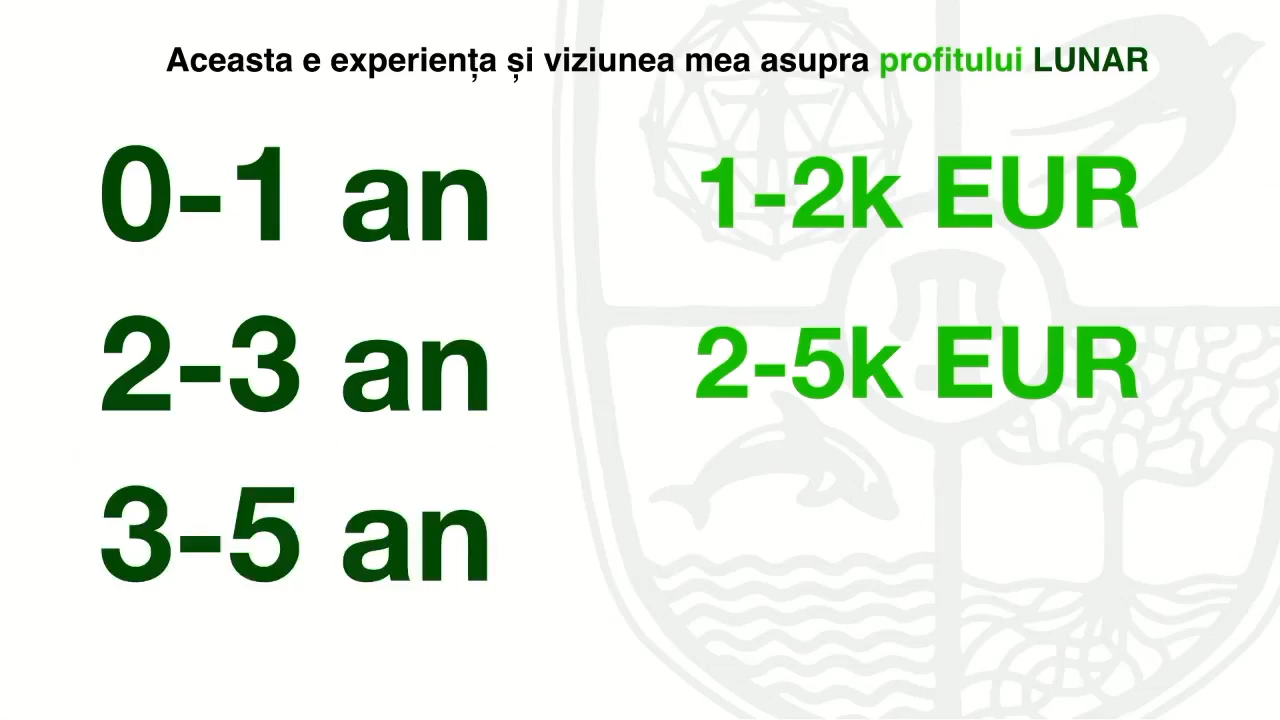 Aceasta e experiența și viziunea mea asupra profitului LUNAR
0-1 an 1-2k EUR
2-3 an 2-5k EUR
3-5 an